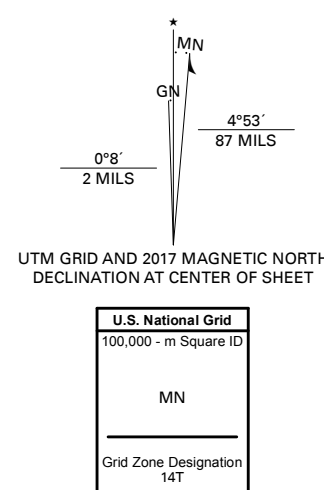 ★
MN
GN
4°53´
87 MILS
0°8´
2 MILS
UTM GRID AND 2017 MAGNETIC NORTH
DECLINATION AT CENTER OF SHEET
U.S. National Grid
100,000 - m Square ID
MN
Grid Zone Designation
14T